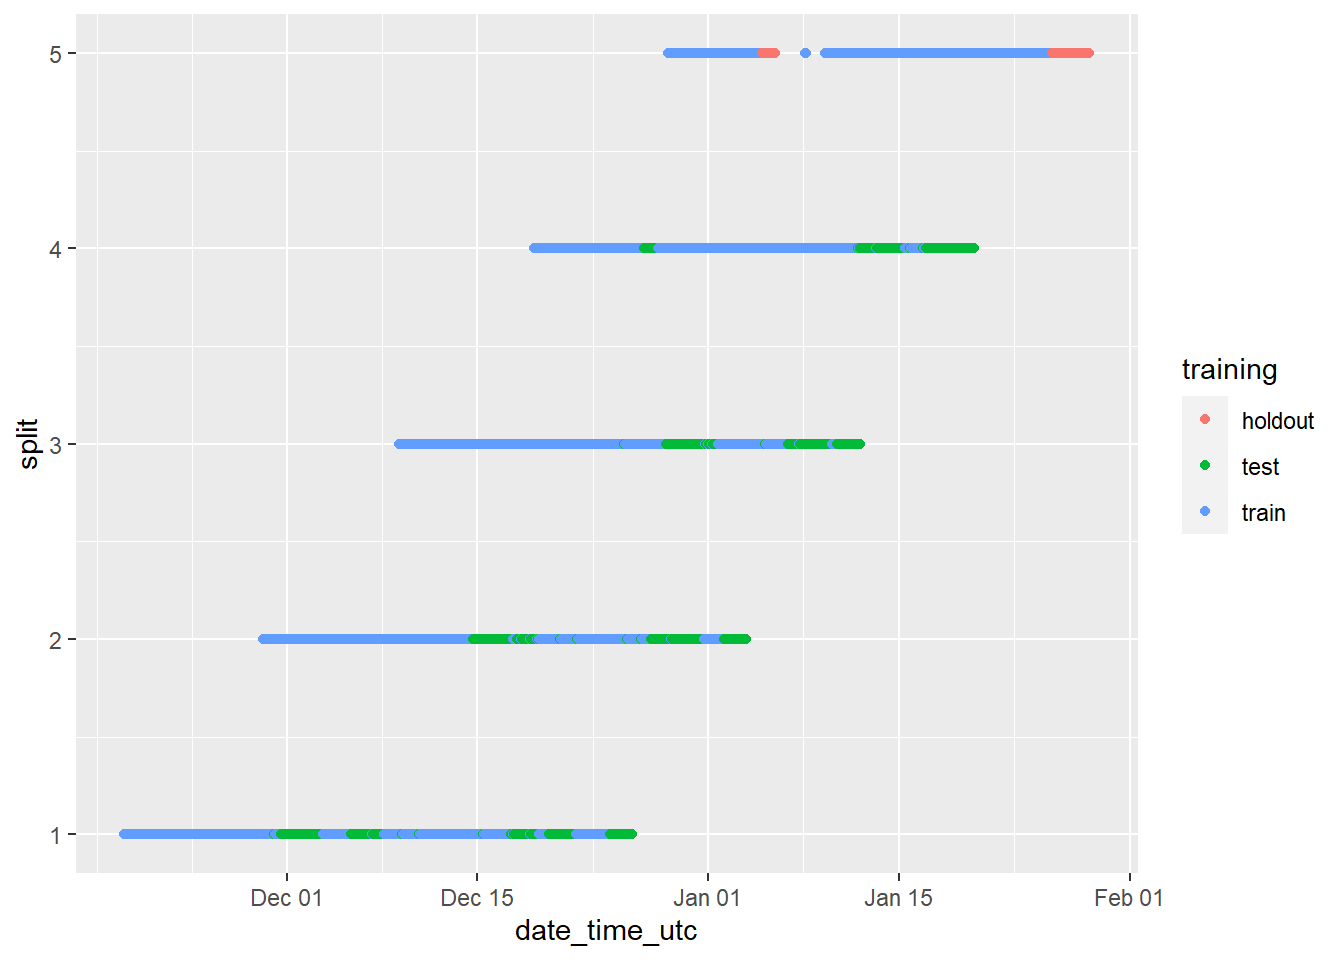 5
4
3
2
1
split
Dec 01
Dec 15
Jan 01
Jan 15
Feb 01
date_time_utc
training
holdout
test
train